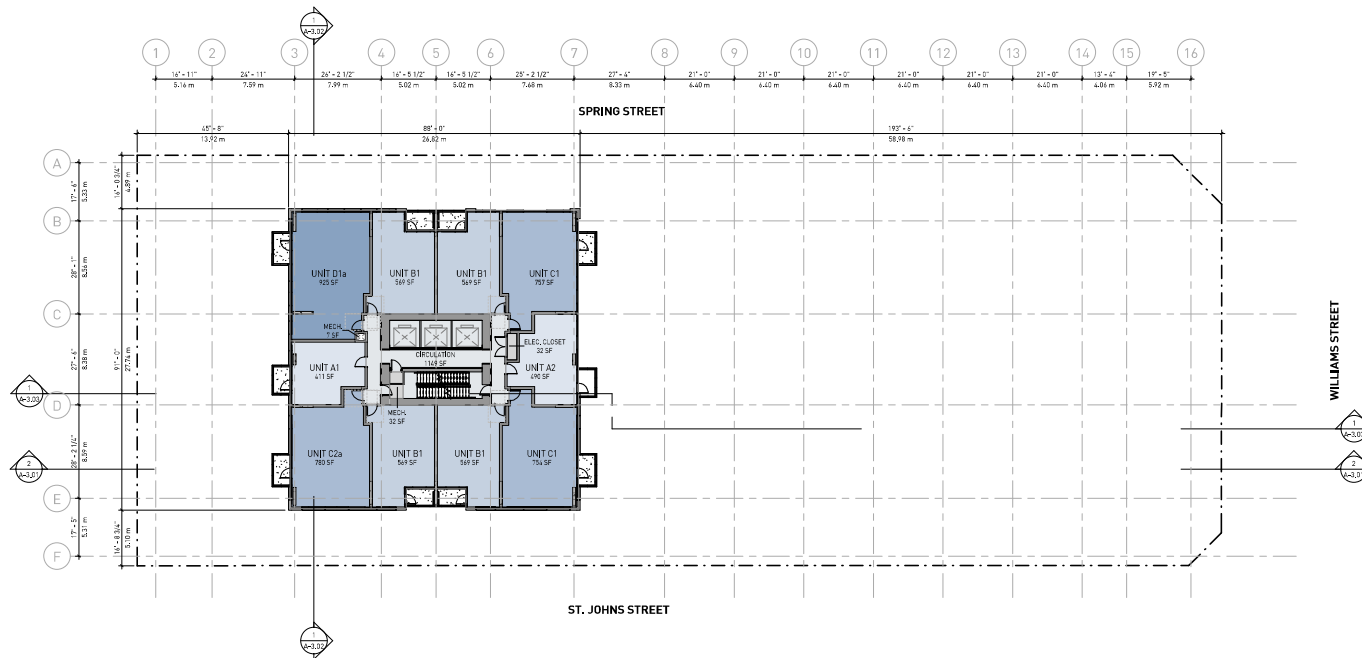 1
A-3.02
1 2 3 4 5 6 7 8 9 10 11 12 13 14 15 16
16' - 11" 24' - 11" 26' - 2 1/2" 16' - 5 1/2" 16' - 5 1/2" 25' - 2 1/2" 27' - 4" 21' - 0" 21' - 0" 21' - 0" 21' - 0" 21' - 0" 21' - 0" 13' - 4" 19' - 5"
5.16 m 7.59 m 7.99 m 5.02 m 5.02 m 7.68 m 8.33 m 6.40 m 6.40 m 6.40 m 6.40 m 6.40 m 6.40 m 4.06 m 5.92 m
SPRING STREET
45' - 8" 88' - 0" 193' - 6"
13.92 m 26.82 m 58.98 m
A
17' - 6"
5.33 m
16' - 0 3/4"
4.89 m
B
28' - 1"
8.56 m
C
27' - 6"
8.38 m
91' - 0"
27.74 m
D
28' - 2 1/4"
8.59 m
E
17' - 5"
5.31 m
16' - 8 3/4"
5.10 m
F
UNIT D1a
925 SF
UNIT B1
569 SF
UNIT B1
569 SF
UNIT C1
757 SF
MECH.
7 SF
ELEC. CLOSET
32 SF
CIRCULATION
1149 SF
UNIT A1
411 SF
UNIT A2
490 SF
MECH.
32 SF
UNIT C2a
780 SF
UNIT B1
569 SF
UNIT B1
569 SF
UNIT C1
754 SF
WILLIAMS STREET
1
A-3.03
2
A-3.01
1
2
ST. JOHNS STREET
1
A-3.02